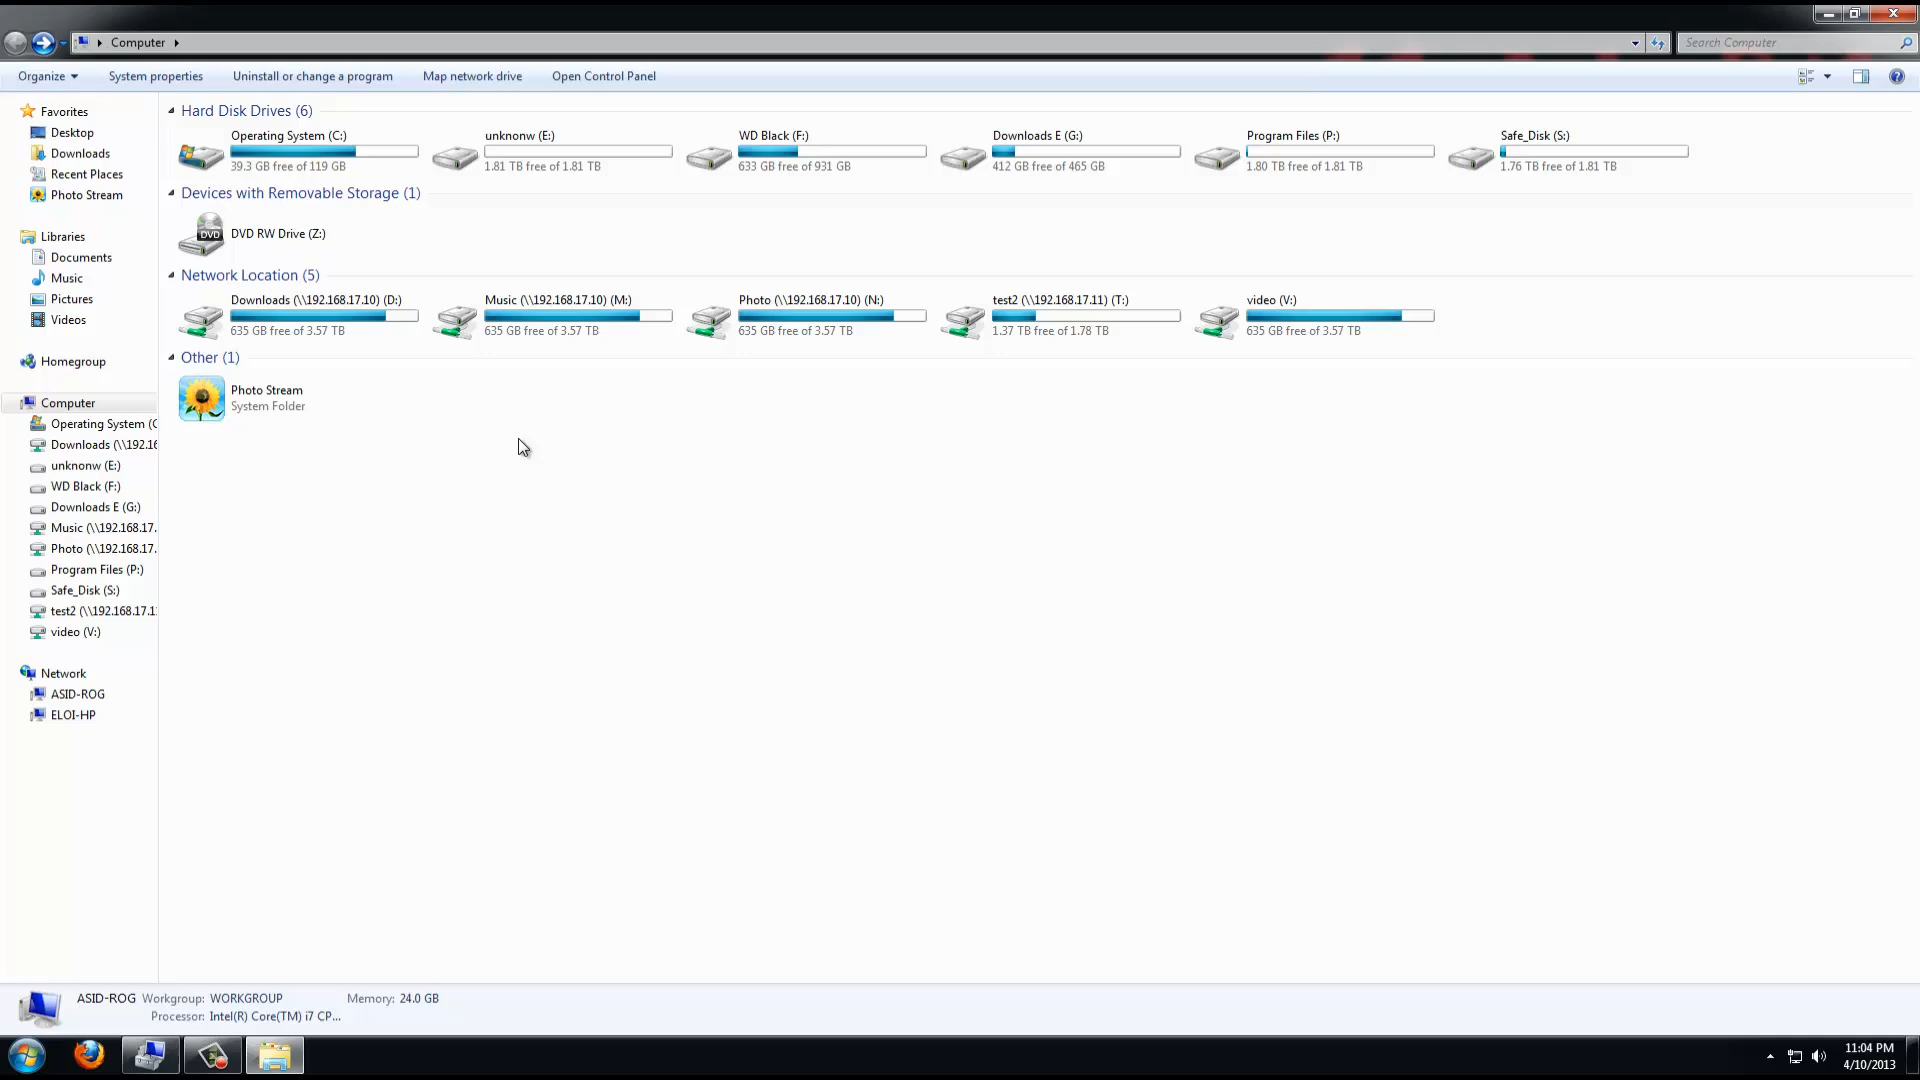 Computer
Search Computer
Organize
System properties
Uninstall or change a program
Map network drive
Open Control Panel
Favorites
Desktop
Downloads
Recent Places
Photo Stream
Libraries
Documents
Music
Pictures
Videos
Homegroup
Computer
Operating System (C
Downloads (\\192.16
unknonw (E:)
WD Black (F:)
Downloads E (G:)
Music (\\192.168.17.
Photo (\\192.168.17.
Program Files (P:)
Safe_Disk (S:)
test2 (\\192.168.17.1
video (V:)
Network
ASID-ROG
ELOI-HP
Hard Disk Drives (6)
Operating System (C:)
39.3 GB free of 119 GB
unknonw (E:)
1.81 TB free of 1.81 TB
WD Black (F:)
633 GB free of 931 GB
Downloads E (G:)
412 GB free of 465 GB
Program Files (P:)
1.80 TB free of 1.81 TB
Safe_Disk (S:)
1.76 TB free of 1.81 TB
Devices with Removable Storage (1)
DVD
DVD RW Drive (Z:)
Network Location (5)
Downloads (\\192.168.17.10) (D:)
635 GB free of 3.57 TB
Music (\\192.168.17.10) (M:)
635 GB free of 3.57 TB
Photo (\\192.168.17.10) (N:)
635 GB free of 3.57 TB
test2 (\\192.168.17.11) (T:)
1.37 TB free of 1.78 TB
video (V:)
635 GB free of 3.57 TB
Other (1)
Photo Stream
System Folder
ASID-ROG Workgroup: WORKGROUP Memory: 24.0 GB
Processor: Intel(R) Core(TM) i7 CP...
11:04 PM
4/10/2013